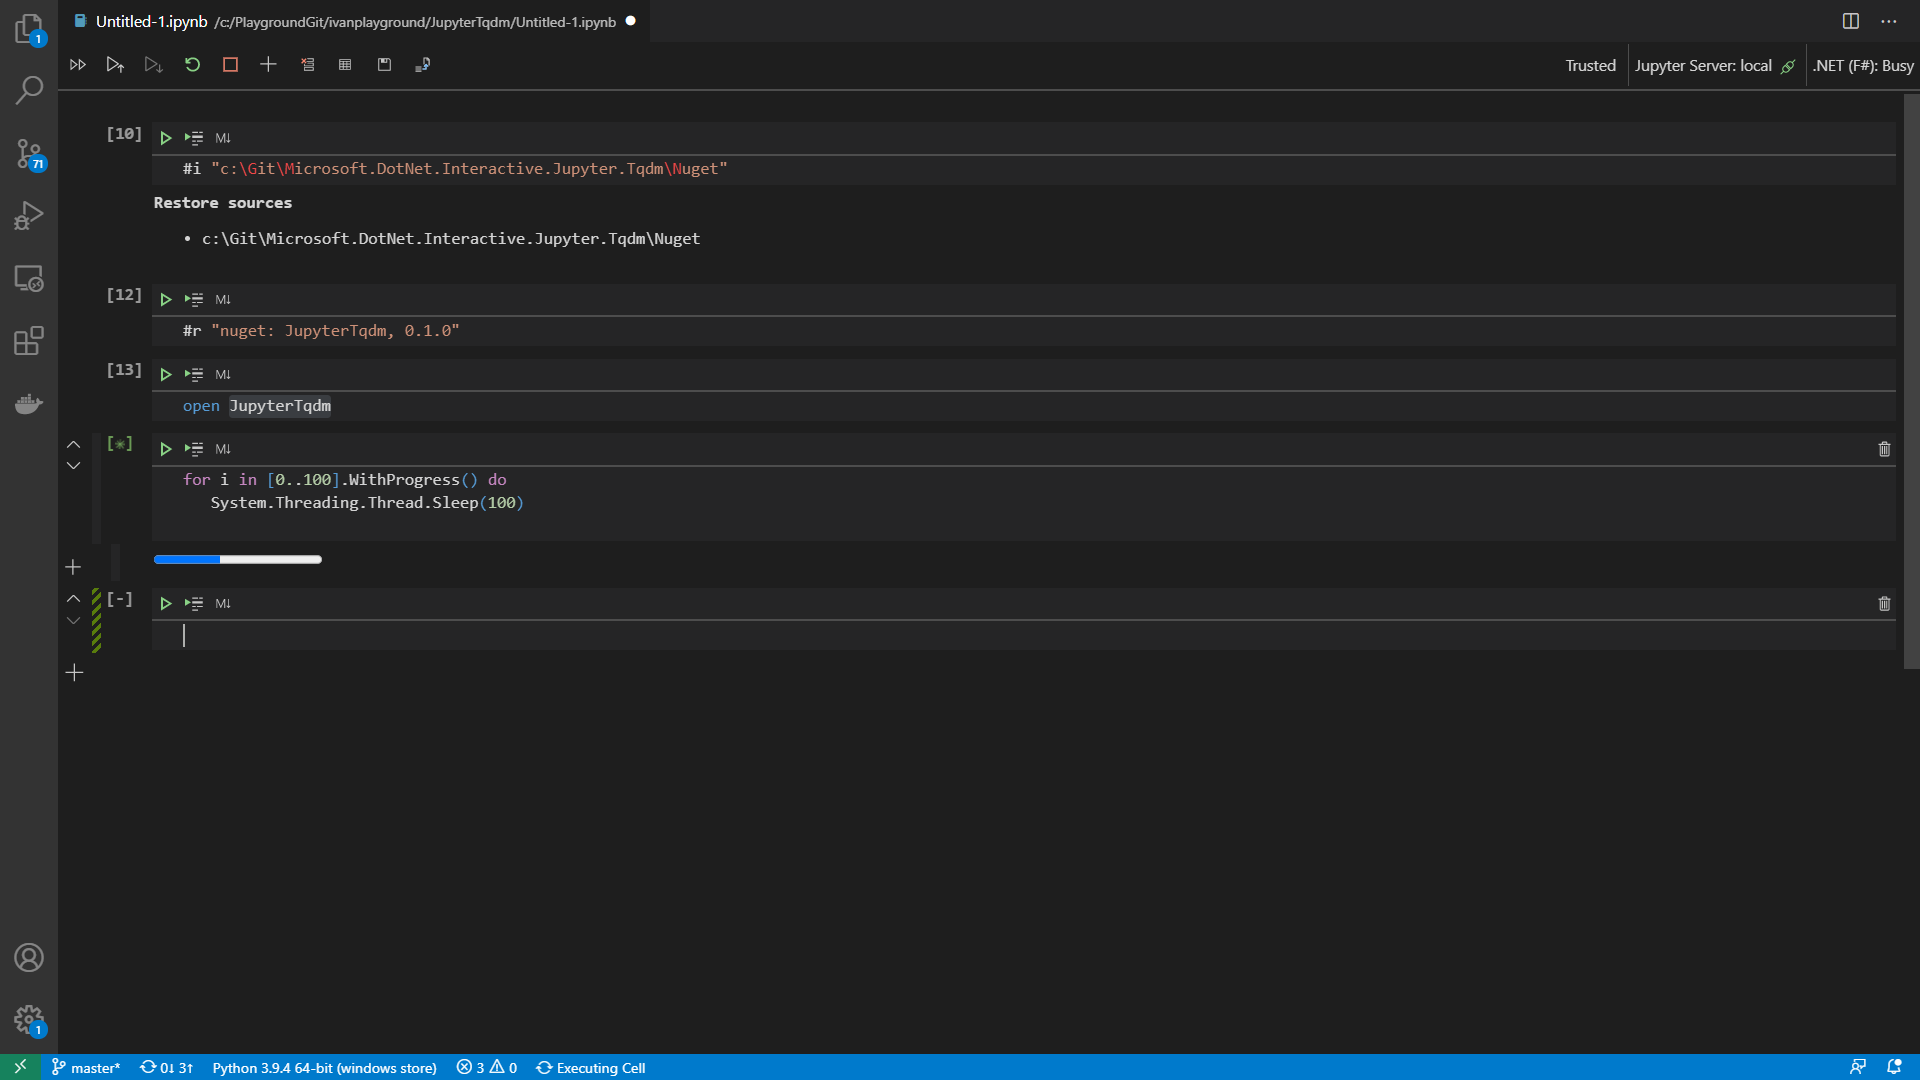 Untitled-1.ipynb /c:/PlaygroundGit/ivanplayground/JupyterTqdm/Untitled-1.ipynb
1
Trusted Jupyter Server: local .NET (F#): Busy
[10] M↓
#i "c:\Git\Microsoft.DotNet.Interactive.Jupyter.Tqdm\Nuget"
71
Restore sources
• c:\Git\Microsoft.DotNet.Interactive.Jupyter.Tqdm\Nuget
[12] M↓
#r "nuget: JupyterTqdm, 0.1.0"
[13] M↓
open JupyterTqdm
[*] M↓
for i in [0..100].WithProgress() do
System.Threading.Thread.Sleep(100)
[-] M↓
1
master* 0↓ 3↑ Python 3.9.4 64-bit (windows store) 3 0 Executing Cell